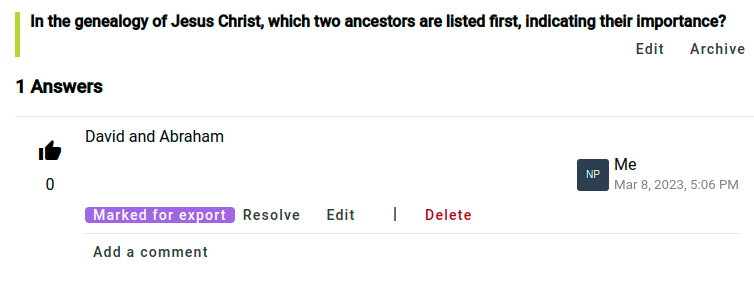 In the genealogy of Jesus Christ, which two ancestors are listed first, indicating their importance?
Edit Archive
1 Answers
David and Abraham
0
NP
Me
Mar 8, 2023, 5:06 PM
Marked for export Resolve Edit | Delete
Add a comment